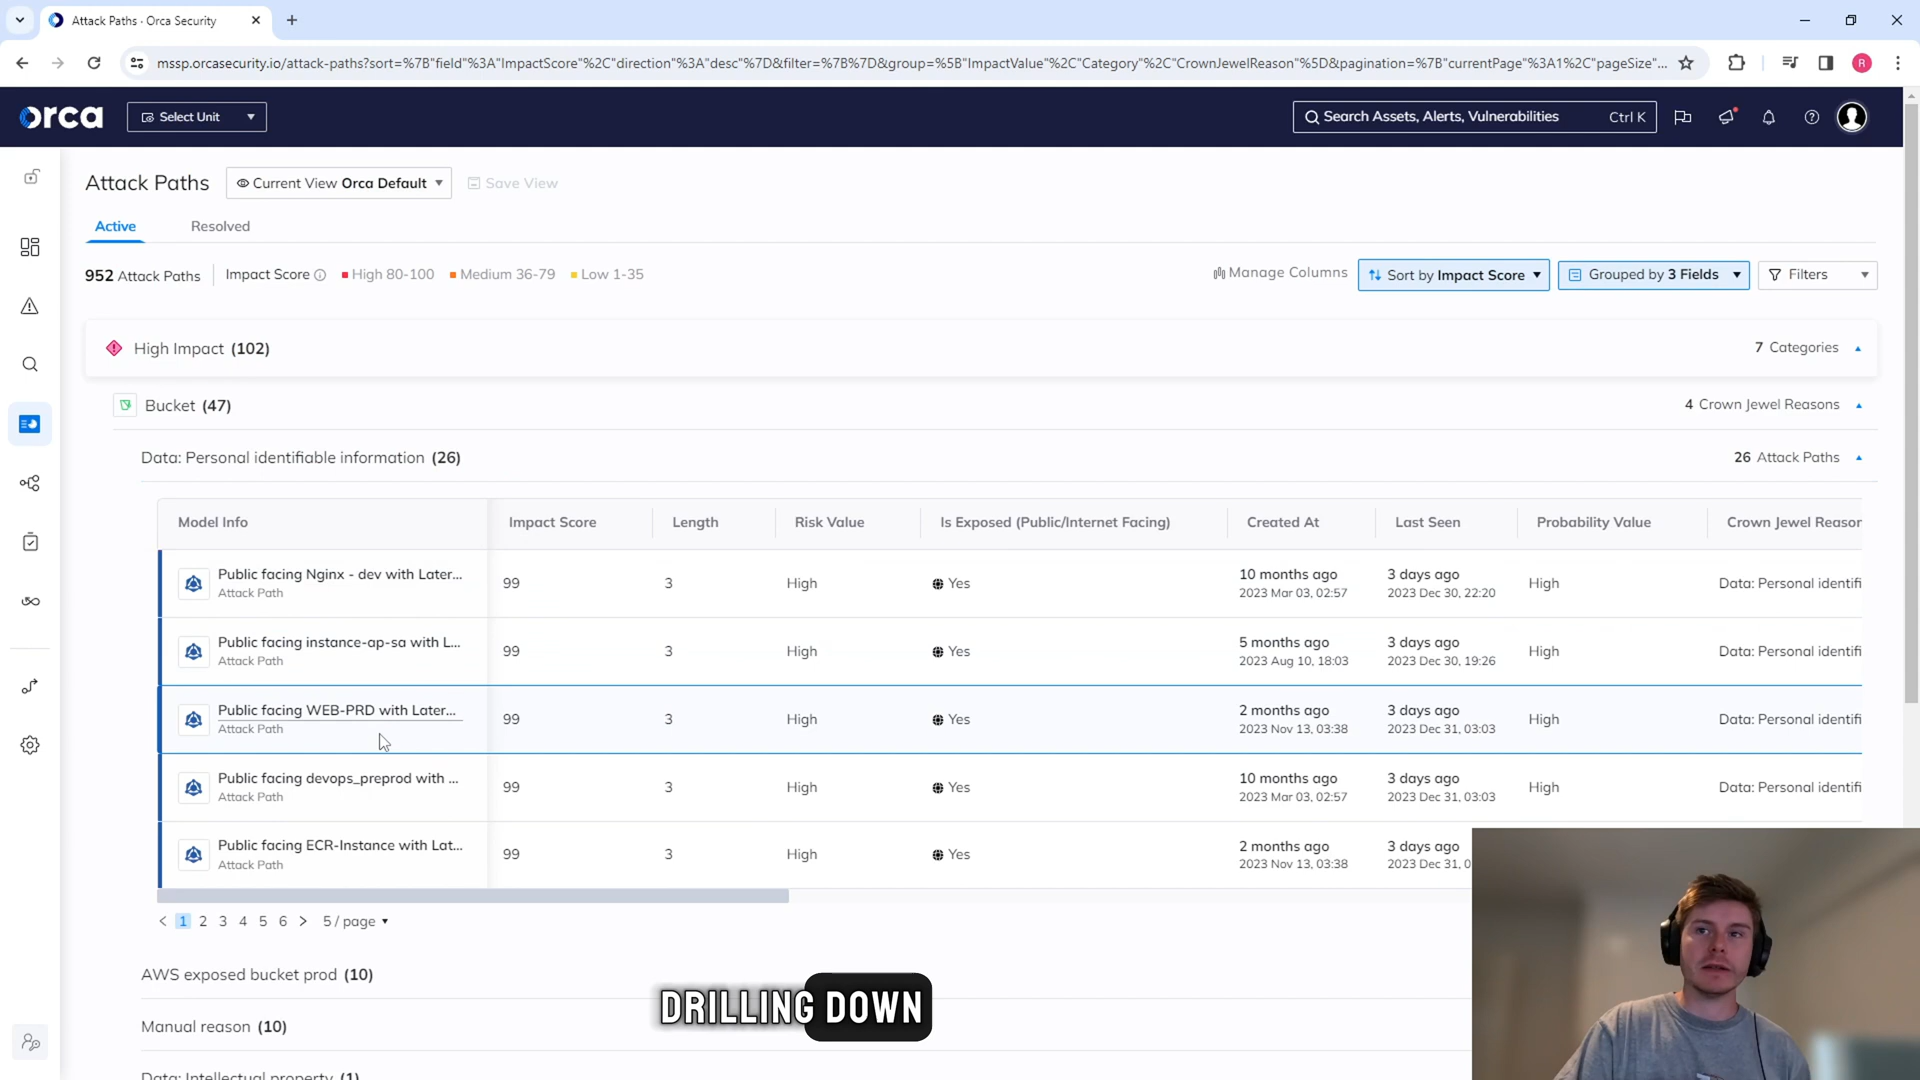 Attack Paths · Orca Security
mssp.orcasecurity.io/attack-paths?sort=%7B"field"%3A"ImpactScore"%2C"direction"%3A"desc"%7D&filter=%7B%7D&group=%5B"ImpactValue"%2C"Category"%2C"CrownJewelReason"%5D&pagination=%7B"currentPage"%3A1%2C"pageSize"...
R
orca
Select Unit
Search Assets, Alerts, Vulnerabilities Ctrl K
Attack Paths
Current View Orca Default
Save View
Active Resolved
952 Attack Paths Impact Score High 80-100 Medium 36-79 Low 1-35
Manage Columns Sort by Impact Score Grouped by 3 Fields Filters
High Impact (102) 7 Categories
Bucket (47) 4 Crown Jewel Reasons
Data: Personal identifiable information (26) 26 Attack Paths
Model Info Impact Score Length Risk Value Is Exposed (Public/Internet Facing) Created At Last Seen Probability Value Crown Jewel Reasor
Public facing Nginx - dev with Later... 99 3 High Yes 10 months ago 3 days ago High Data: Personal identifi
Attack Path 2023 Mar 03, 02:57 2023 Dec 30, 22:20
Public facing instance-ap-sa with L... 99 3 High Yes 5 months ago 3 days ago High Data: Personal identifi
Attack Path 2023 Aug 10, 18:03 2023 Dec 30, 19:26
Public facing WEB-PRD with Later... 99 3 High Yes 2 months ago 3 days ago High Data: Personal identifi
Attack Path 2023 Nov 13, 03:38 2023 Dec 31, 03:03
Public facing devops_preprod with ... 99 3 High Yes 10 months ago 3 days ago High Data: Personal identifi
Attack Path 2023 Mar 03, 02:57 2023 Dec 31, 03:03
Public facing ECR-Instance with Lat... 99 3 High Yes 2 months ago 3 days ago
Attack Path 2023 Nov 13, 03:38 2023 Dec 31, 0
1 2 3 4 5 6 5 / page
AWS exposed bucket prod (10)
DRILLING DOWN
Manual reason (10)
Data: Intellectual property (1)